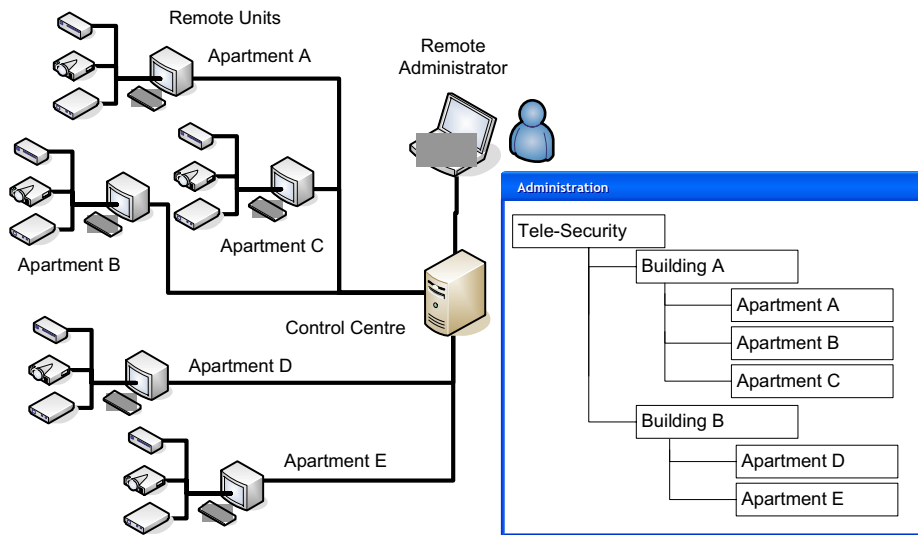 Remote Units
Apartment A
Remote
Administrator
Apartment B
Apartment C
Control Centre
Apartment D
Apartment E
Administration
Tele-Security
Building A
Apartment A
Apartment B
Apartment C
Building B
Apartment D
Apartment E